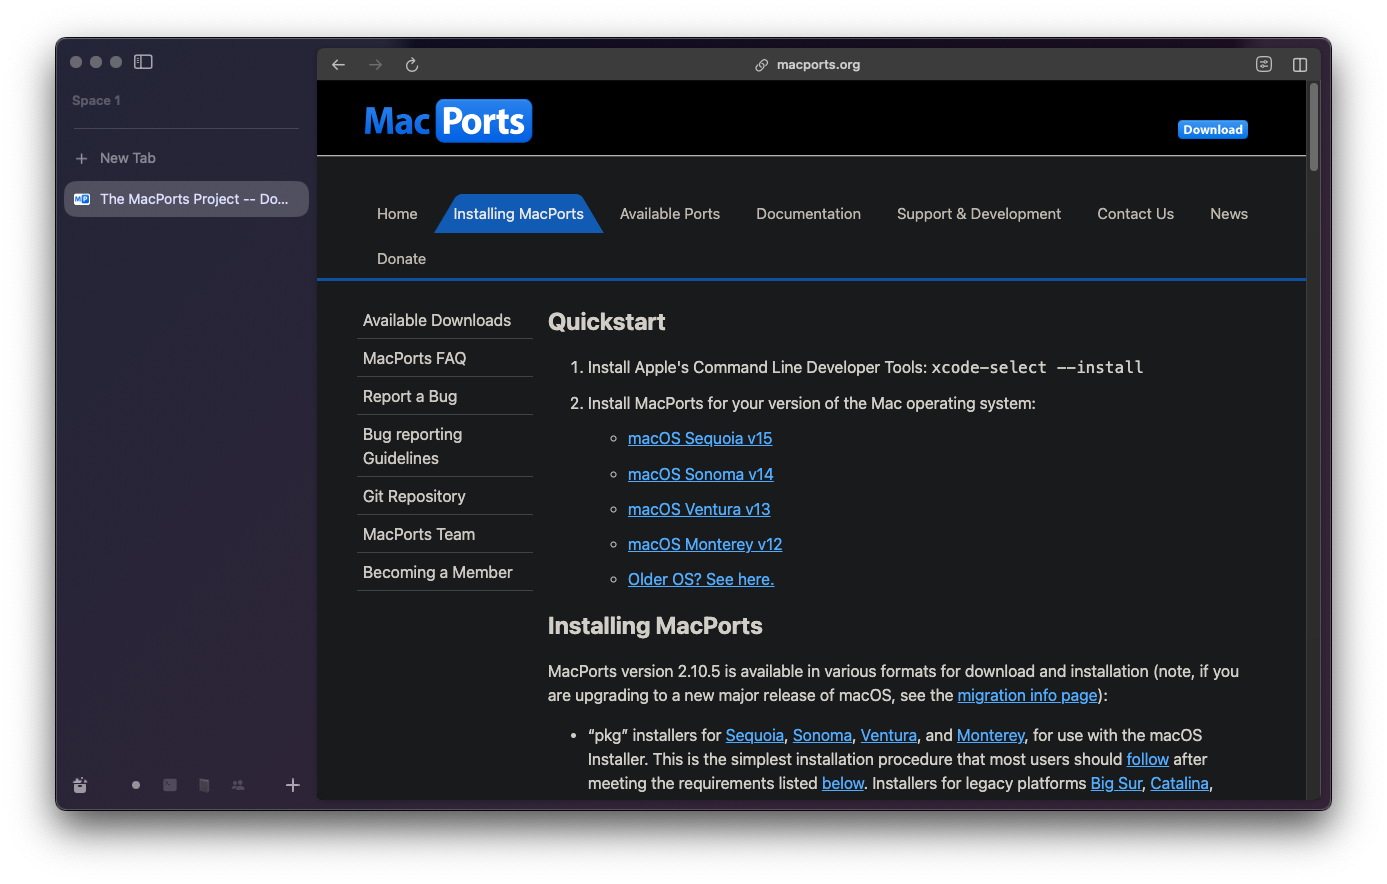 Space 1
New Tab
The MacPorts Project -- Do...
macports.org
MacPorts
Download
Home
Installing MacPorts
Available Ports
Documentation
Support & Development
Contact Us
News
Donate
Available Downloads
MacPorts FAQ
Report a Bug
Bug reporting
Guidelines
Git Repository
MacPorts Team
Becoming a Member
Quickstart
1. Install Apple's Command Line Developer Tools: xcode-select --install
2. Install MacPorts for your version of the Mac operating system:
macOS Sequoia v15
macOS Sonoma v14
macOS Ventura v13
macOS Monterey v12
Older OS? See here.
Installing MacPorts
MacPorts version 2.10.5 is available in various formats for download and installation (note, if you
are upgrading to a new major release of macOS, see the migration info page):
“pkg” installers for Sequoia, Sonoma, Ventura, and Monterey, for use with the macOS
Installer. This is the simplest installation procedure that most users should follow after
meeting the requirements listed below. Installers for legacy platforms Big Sur, Catalina,